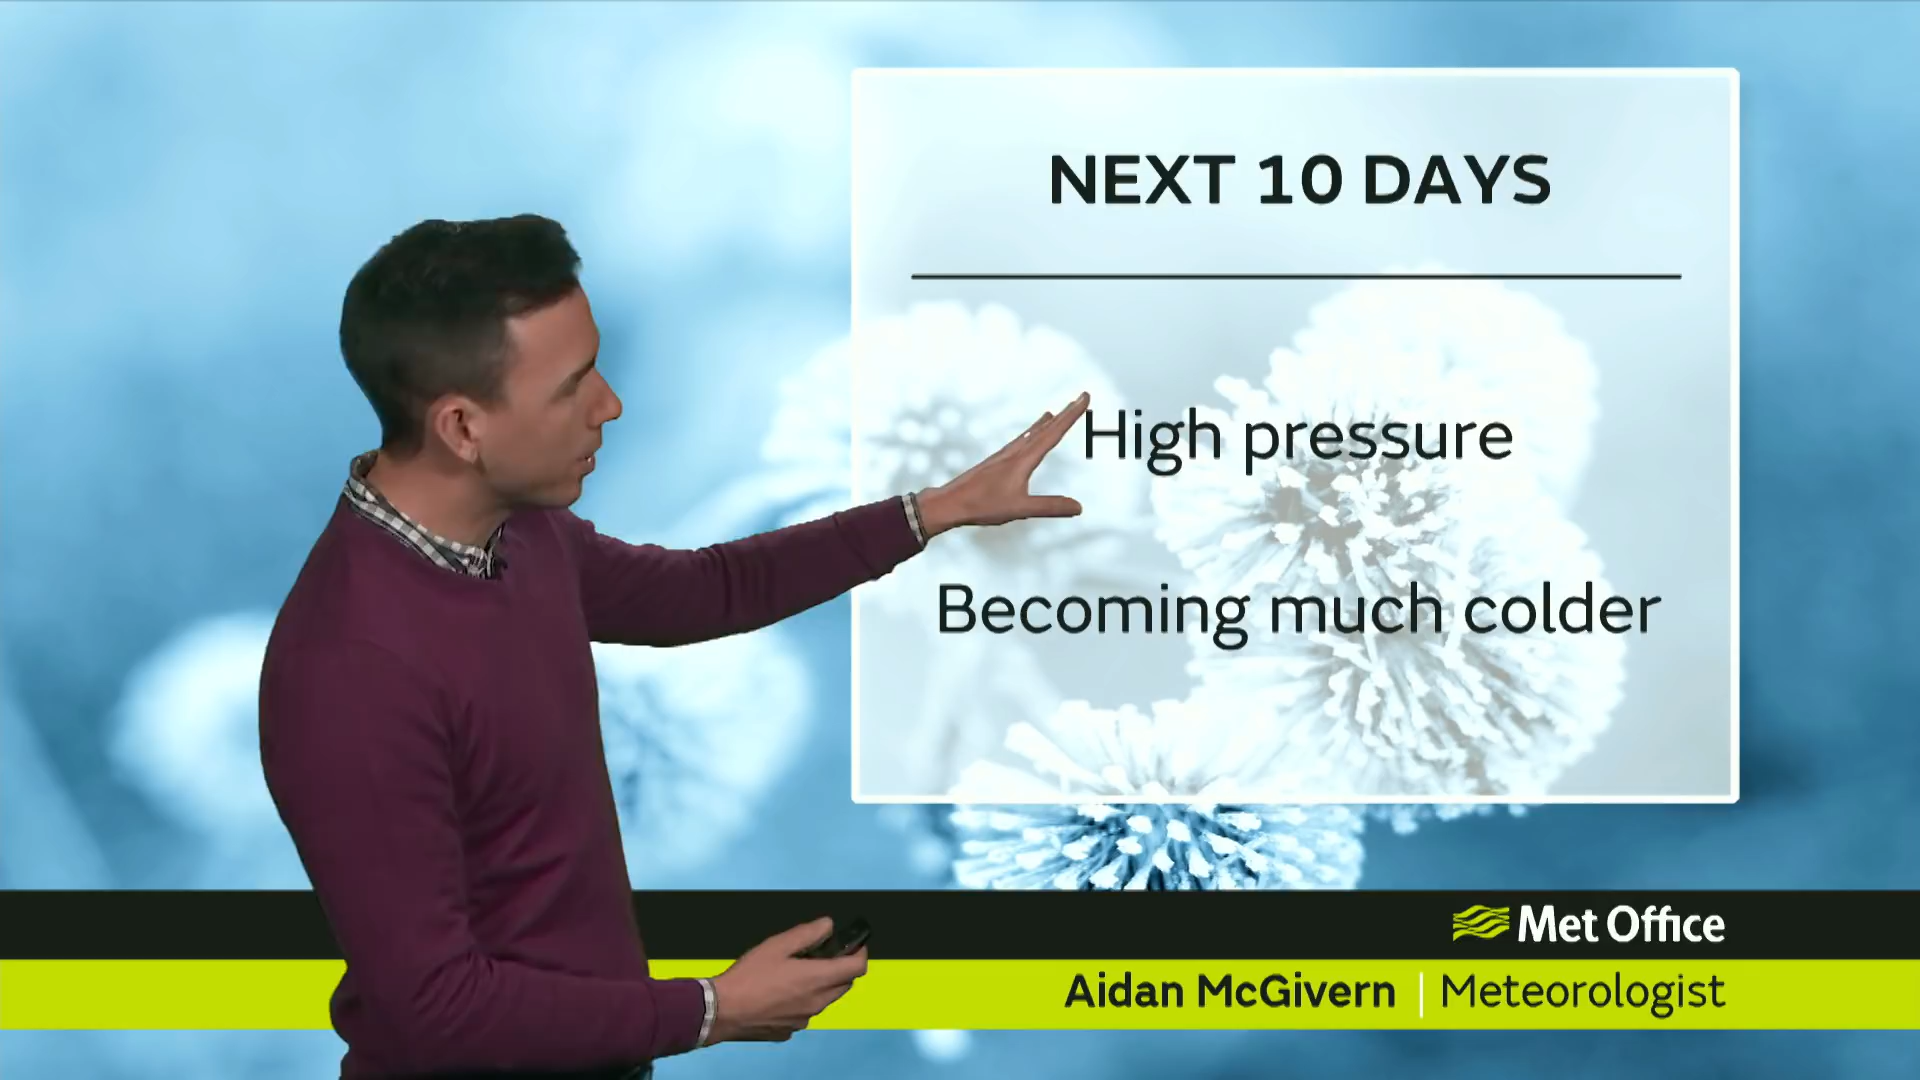 NEXT 10 DAYS
High pressure
Becoming much colder
Met Office
Aidan McGivern | Meteorologist